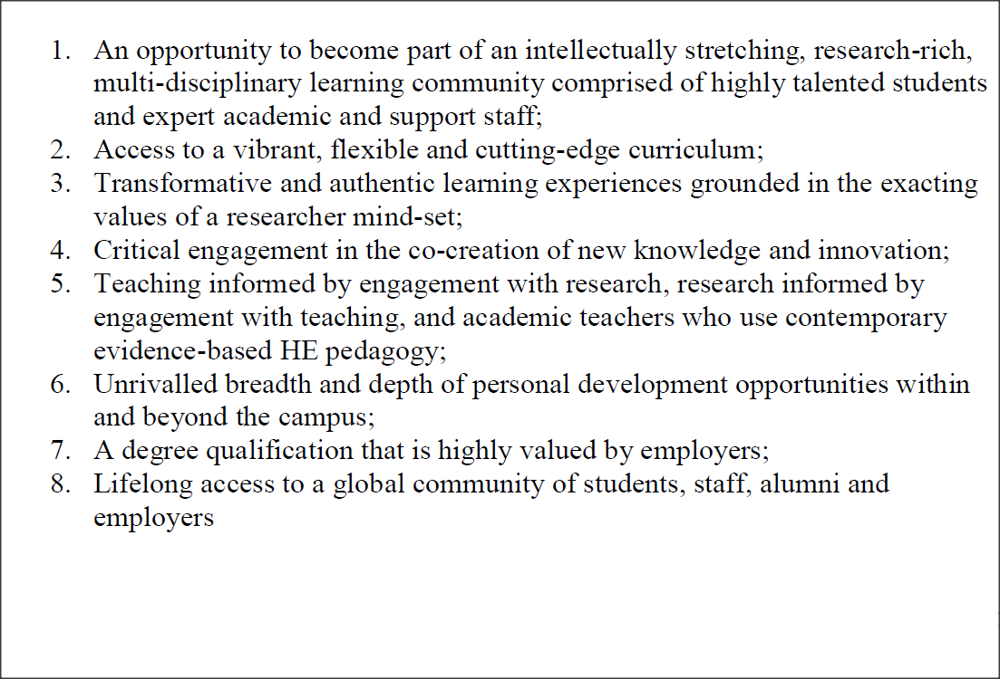 1. An opportunity to become part of an intellectually stretching, research-rich,
multi-disciplinary learning community comprised of highly talented students
and expert academic and support staff;
2. Access to a vibrant, flexible and cutting-edge curriculum;
3. Transformative and authentic learning experiences grounded in the exacting
values of a researcher mind-set;
4. Critical engagement in the co-creation of new knowledge and innovation;
5. Teaching informed by engagement with research, research informed by
engagement with teaching, and academic teachers who use contemporary
evidence-based HE pedagogy;
6. Unrivalled breadth and depth of personal development opportunities within
and beyond the campus;
7. A degree qualification that is highly valued by employers;
8. Lifelong access to a global community of students, staff, alumni and
employers